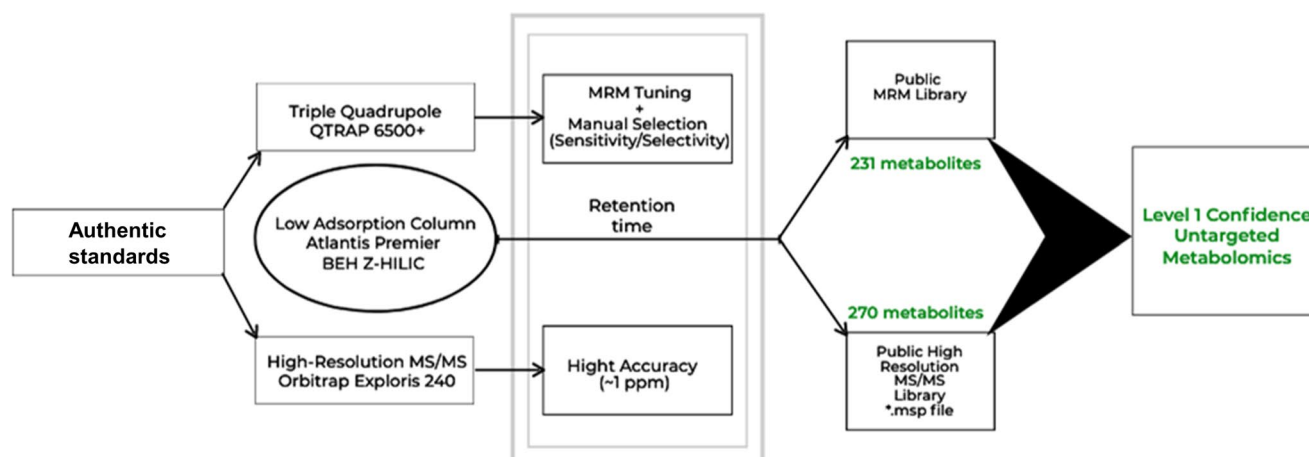 Authentic
standards
Triple Quadrupole
QTRAP 6500+
Low Adsorption Column
Atlantis Premier
BEH Z-HILIC
High-Resolution MS/MS
Orbitrap Exploris 240
MRM Tuning
+
Manual Selection
(Sensitivity/Selectivity)
Retention
time
Hight Accuracy
(~1 ppm)
Public
MRM Library
231 metabolites
270 metabolites
Public High
Resolution
MS/MS
Library
*.msp file
Level 1 Confidence
Untargeted
Metabolomics